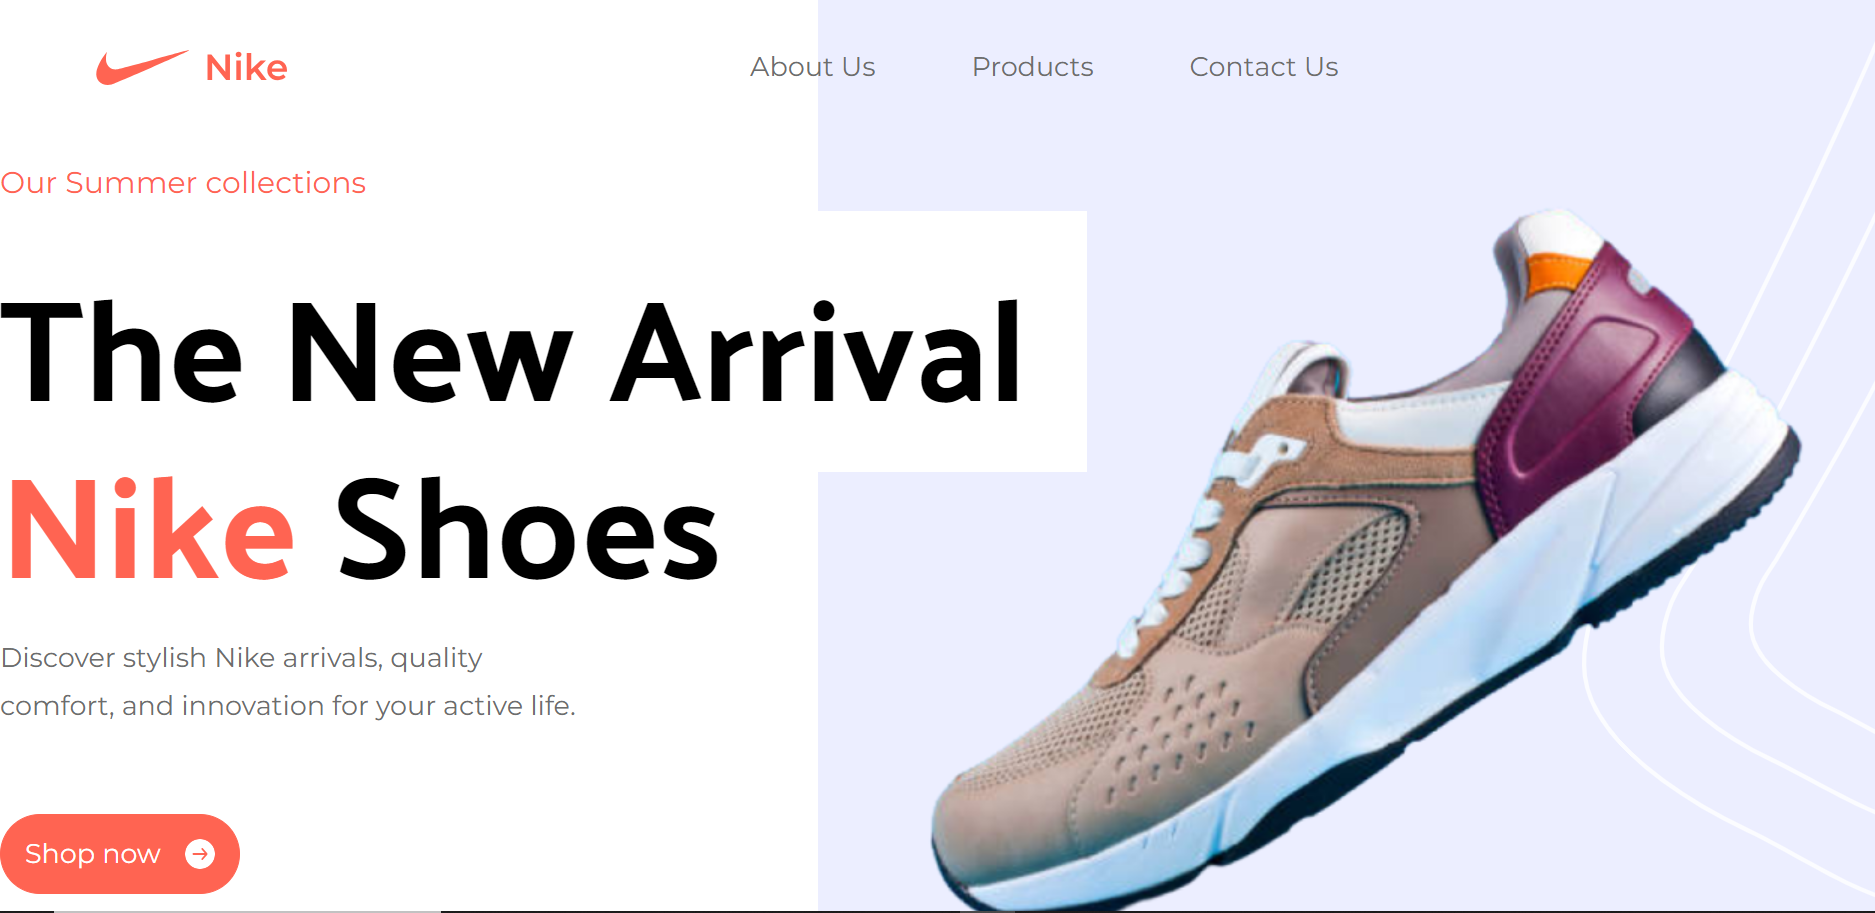 Nike
About Us
Products
Contact Us
Our Summer collections
The New Arrival
Nike Shoes
Discover stylish Nike arrivals, quality
comfort, and innovation for your active life.
Shop now